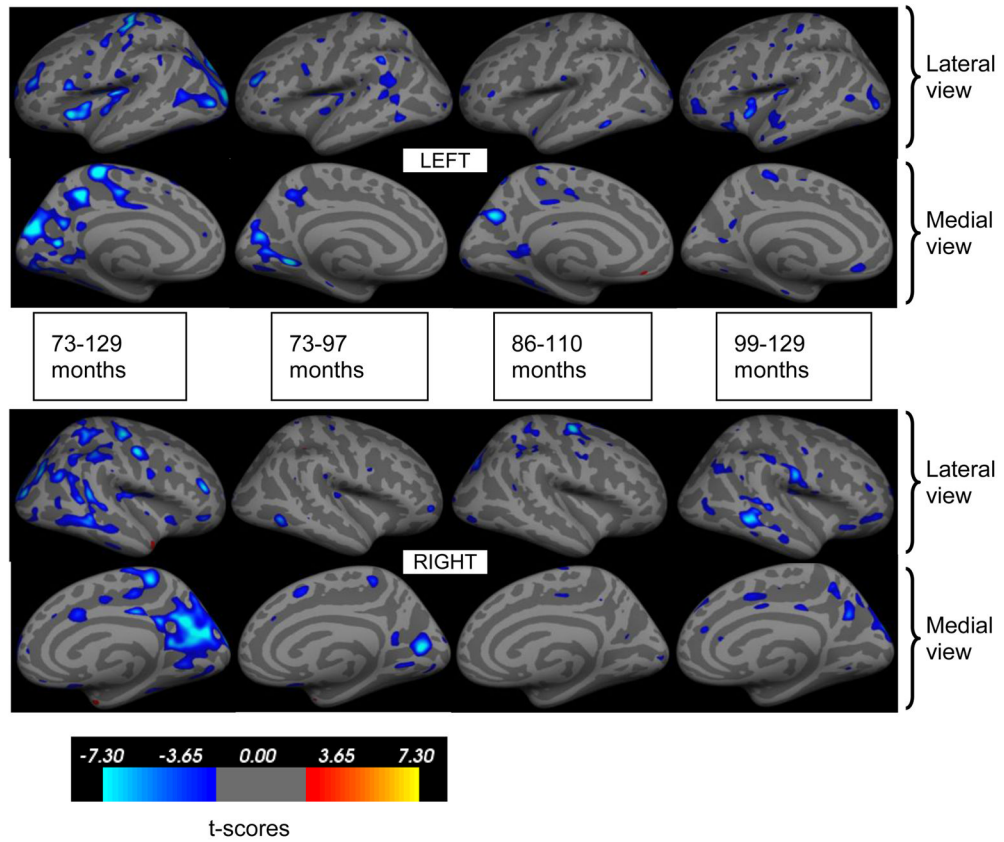 Lateral
view
LEFT
Medial
view
73-129
months
73-97
months
86-110
months
99-129
months
Lateral
view
RIGHT
Medial
view
-7.30 -3.65 0.00 3.65 7.30
t-scores